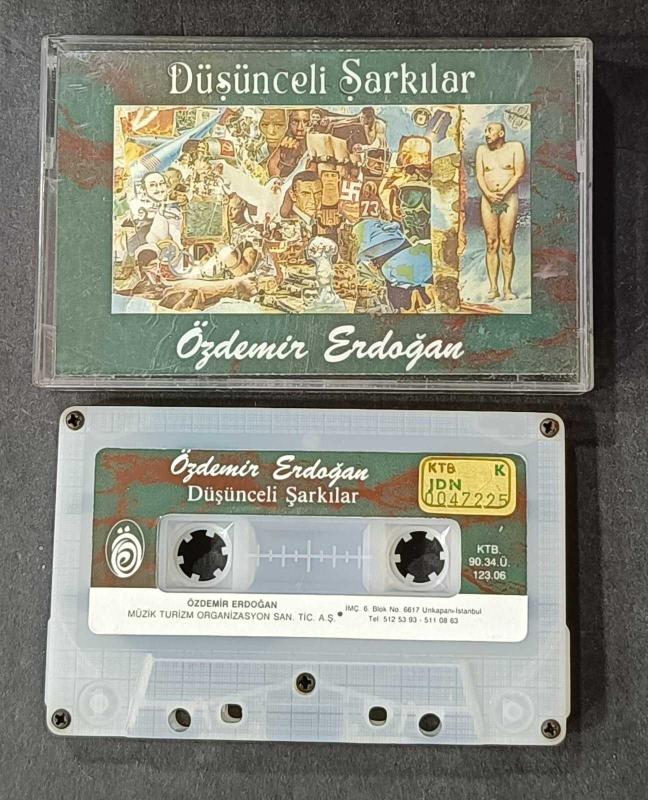 Düşünceli Şarkılar
73
Özdemir Erdoğan
Özdemir Erdoğan
Düşünceli Şarkılar
KTB K
JDN
0047225
Ö
KTB.
90.34.Ü.
123.06
ÖZDEMİR ERDOĞAN
MÜZİK TURİZM ORGANİZASYON SAN. TİC. A.Ş.
İMÇ. 6. Blok No. 6617 Unkapanı-İstanbul
Tel 512 53 93 - 511 08 63